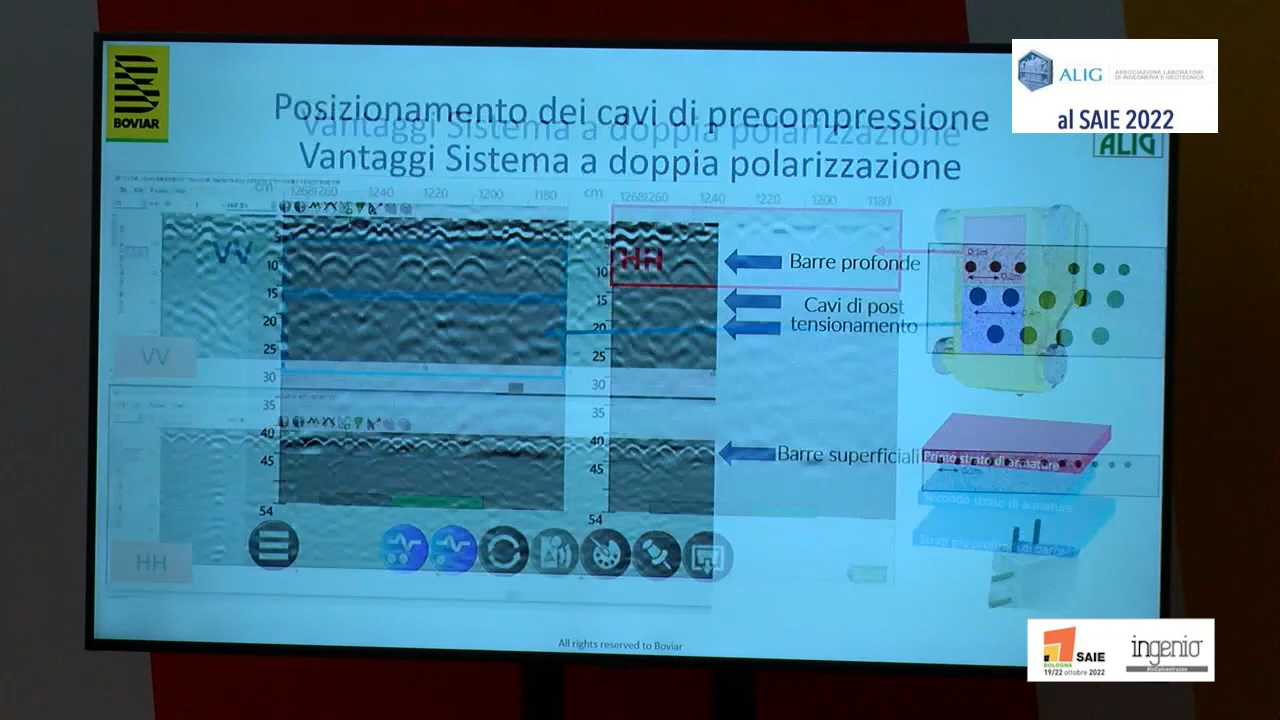 BOVIAR
Posizionamento dei cavi di precompressione
Vantaggi Sistema a doppia polarizzazione
Vantaggi Sistema a doppia polarizzazione
ALIG
ASSOCIAZIONE LABORATORI
DI INGEGNERIA E GEOTECNICA
al SAIE 2022
ALIG
cm 1268 1260 1240 1220 1200 1180
cm 1268 1260 1240 1220 1200 1180
VV
HH
10
15
20
25
30
35
40
45
54
10
15
20
25
30
35
40
45
54
Barre profonde
Cavi di post
tensionamento
Barre superficiali
VV
HH
Primo strato di armature
Secondo strato di armature
All rights reserved to Boviar
SAIE
BOLOGNA
19/22 ottobre 2022
ingenio